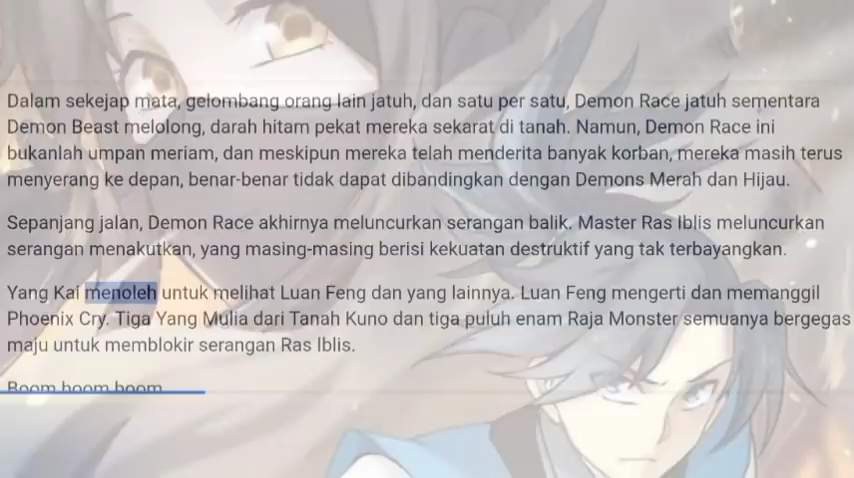 Dalam sekejap mata, gelombang orang lain jatuh, dan satu per satu, Demon Race jatuh sementara
Demon Beast melolong, darah hitam pekat mereka sekarat di tanah. Namun, Demon Race ini
bukanlah umpan meriam, dan meskipun mereka telah menderita banyak korban, mereka masih terus
menyerang ke depan, benar-benar tidak dapat dibandingkan dengan Demons Merah dan Hijau.
Sepanjang jalan, Demon Race akhirnya meluncurkan serangan balik. Master Ras Iblis meluncurkan
serangan menakutkan, yang masing-masing berisi kekuatan destruktif yang tak terbayangkan.
Yang Kai menoleh untuk melihat Luan Feng dan yang lainnya. Luan Feng mengerti dan memanggil
Phoenix Cry. Tiga Yang Mulia dari Tanah Kuno dan tiga puluh enam Raja Monster semuanya bergegas
maju untuk memblokir serangan Ras Iblis.
Boom boom boom